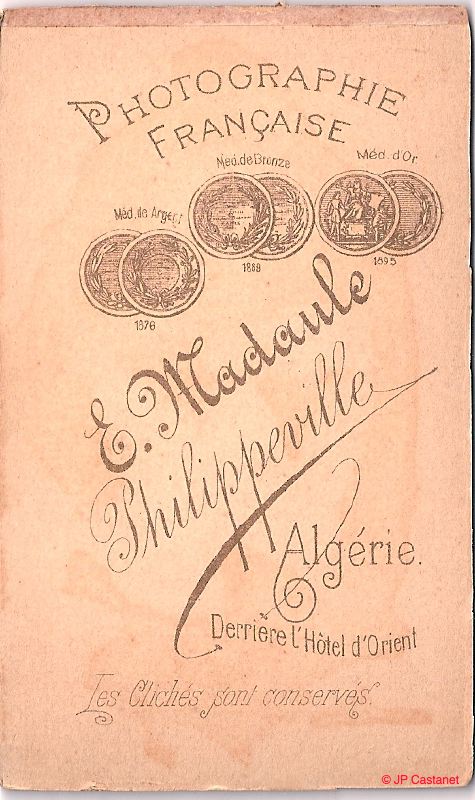 PHOTOGRAPHIE
FRANÇAISE
Méd. de Argent
Méd. de Bronze
Méd. d'Or
1876
1888
1895
E. Madaule
Philippeville
Algérie.
Derrière l'Hôtel d'Orient
Les Clichés sont conservés.
© JP Castanet